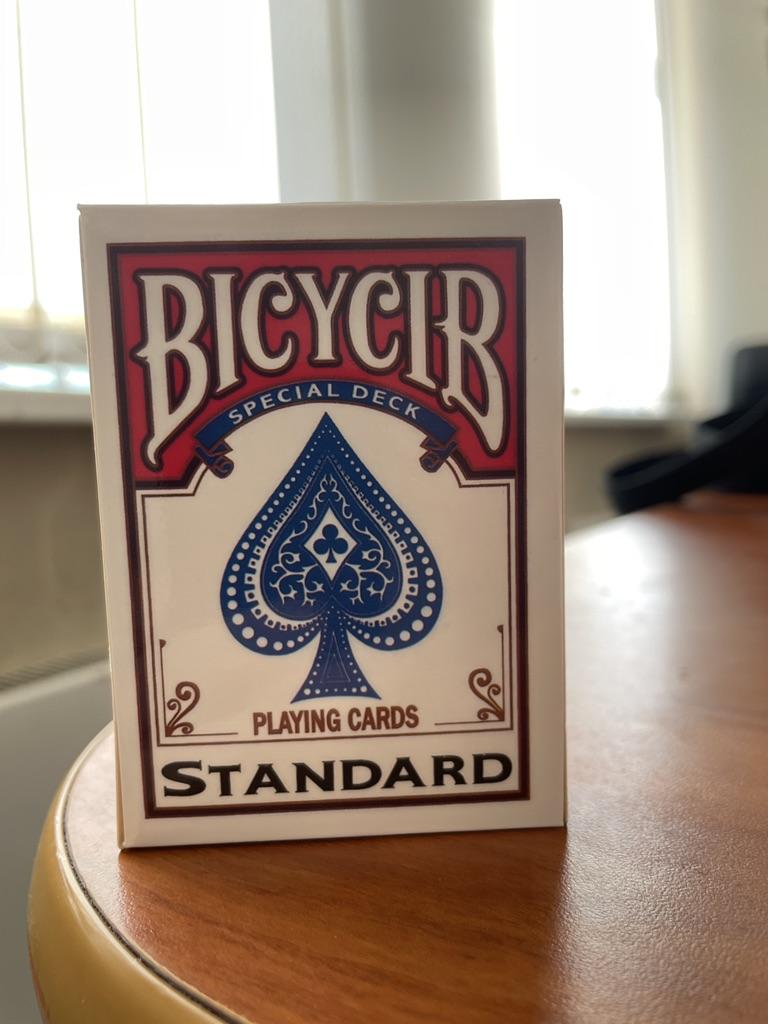 BICYCIB
SPECIAL DECK
PLAYING CARDS
STANDARD